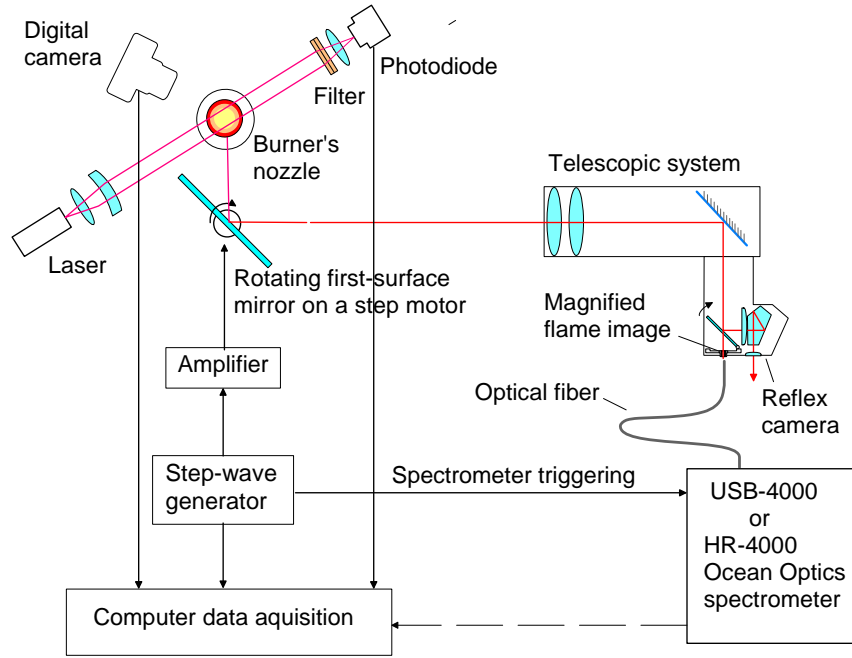 Digital
camera
Photodiode
Filter
Burner's
nozzle
Telescopic system
Laser
Rotating first-surface
mirror on a step motor
Magnified
flame image
Amplifier
Optical fiber
Reflex
camera
Step-wave
generator
Spectrometer triggering
USB-4000
or
HR-4000
Ocean Optics
spectrometer
Computer data aquisition